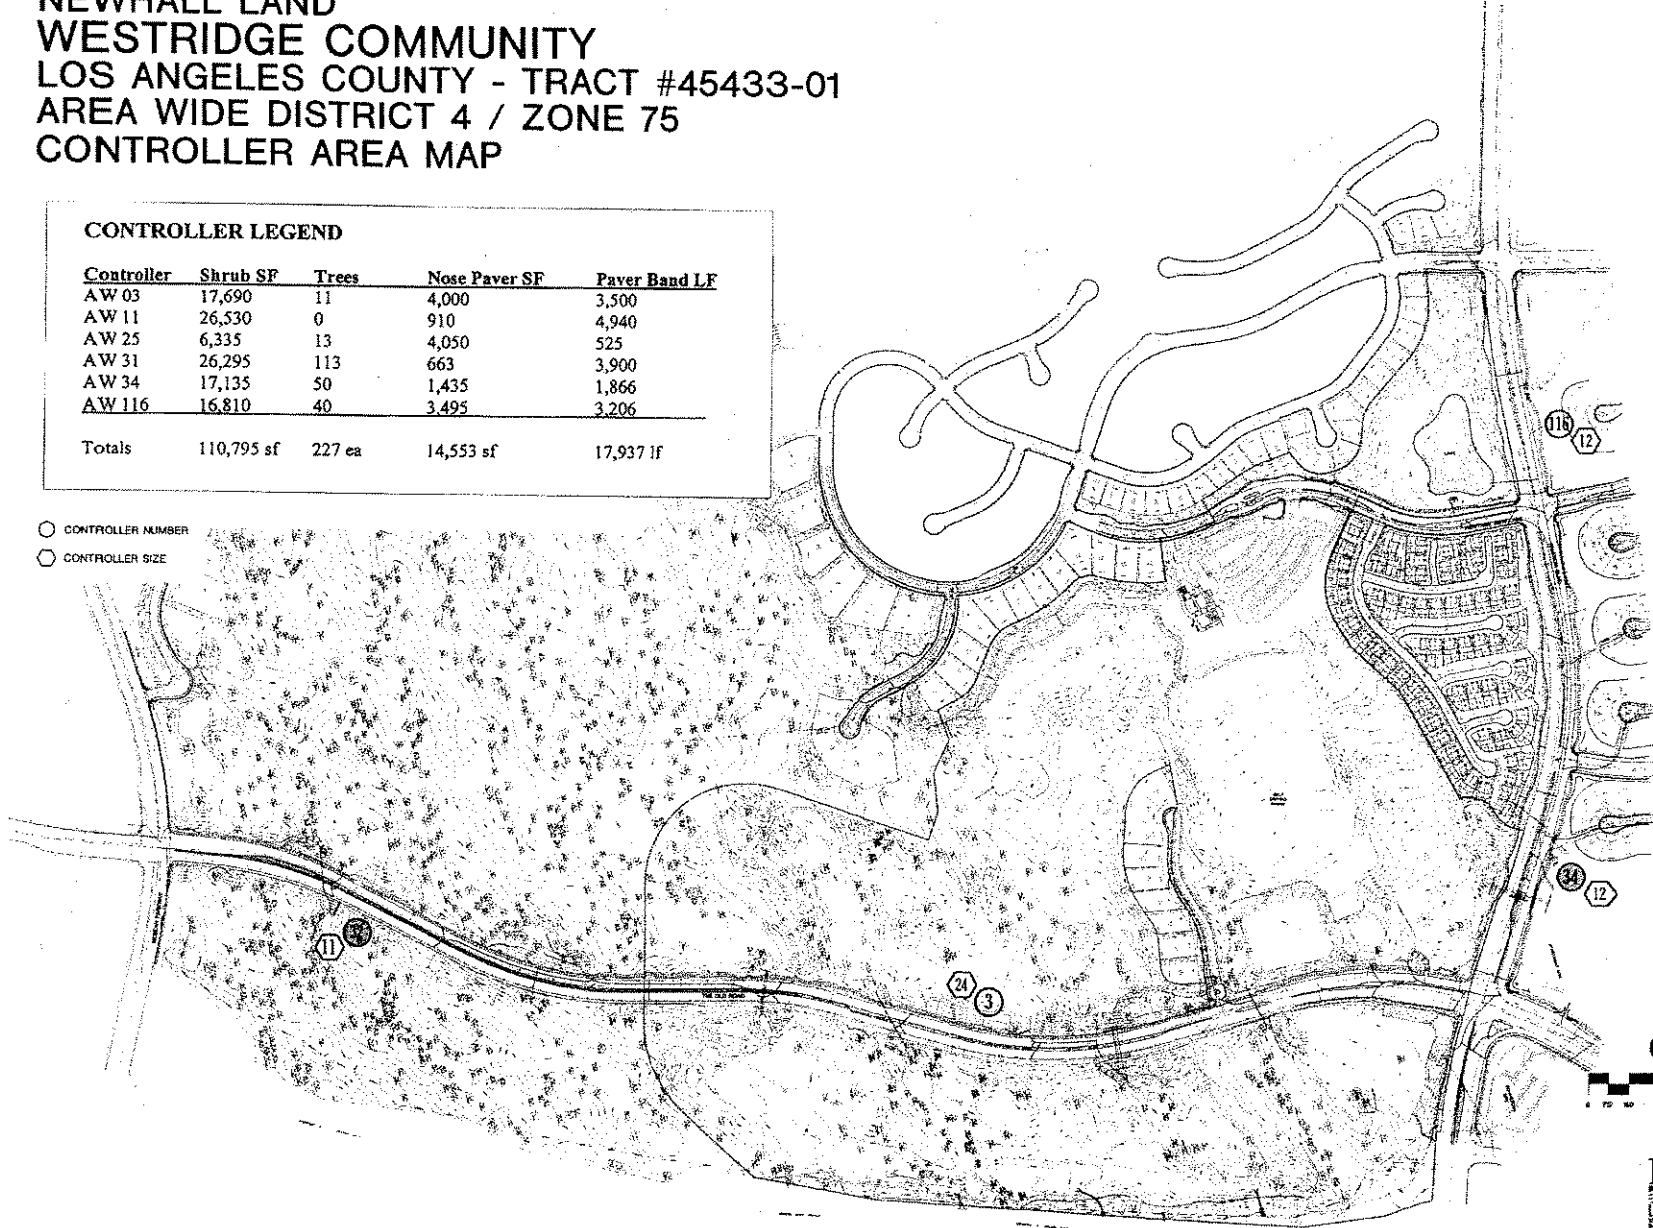 NEWHALL LAND
WESTRIDGE COMMUNITY
LOS ANGELES COUNTY - TRACT #45433-01
AREA WIDE DISTRICT 4 / ZONE 75
CONTROLLER AREA MAP
CONTROLLER LEGEND
Controller Shrub SF Trees Nose Paver SF Paver Band LF
AW 03 17,690 11 4,000 3,500
AW 11 26,530 0 910 4,940
AW 25 6,335 13 4,050 525
AW 31 26,295 113 663 3,900
AW 34 17,135 50 1,435 1,866
AW 116 16,810 40 3,495 3,206
Totals 110,795 sf 227 ea 14,553 sf 17,937 lf
CONTROLLER NUMBER
CONTROLLER SIZE
116
12
34
12
11
24
3
THE OLD ROAD